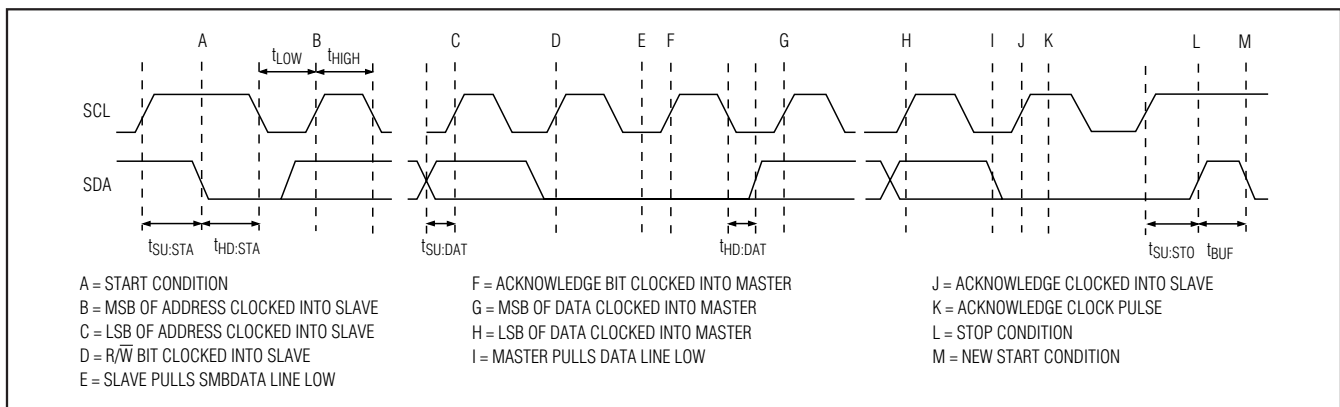 A B C D E F G H I J K L M
tLOW tHIGH
SCL
SDA
tSU:STA tHD:STA tSU:DAT tHD:DAT tSU:STO tBUF
A = START CONDITION
B = MSB OF ADDRESS CLOCKED INTO SLAVE
C = LSB OF ADDRESS CLOCKED INTO SLAVE
D = R/W̅ BIT CLOCKED INTO SLAVE
E = SLAVE PULLS SMBDATA LINE LOW
F = ACKNOWLEDGE BIT CLOCKED INTO MASTER
G = MSB OF DATA CLOCKED INTO MASTER
H = LSB OF DATA CLOCKED INTO MASTER
I = MASTER PULLS DATA LINE LOW
J = ACKNOWLEDGE CLOCKED INTO SLAVE
K = ACKNOWLEDGE CLOCK PULSE
L = STOP CONDITION
M = NEW START CONDITION